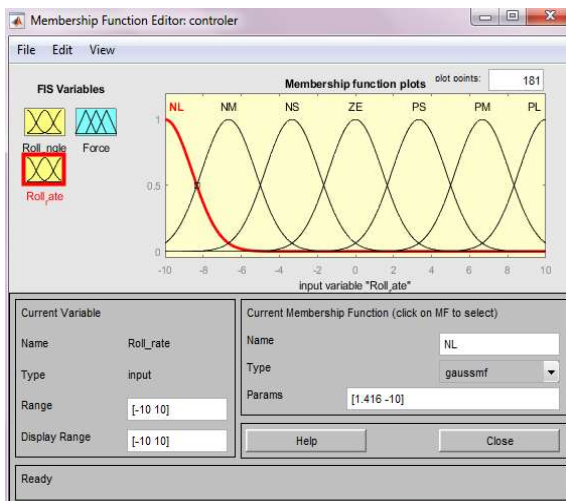 Membership Function Editor: controler
File Edit View
FIS Variables
Roll_ngle Force
Roll_rate
Membership function plots
plot points: 181
NL NM NS ZE PS PM PL
1
0.5
0
-10 -8 -6 -4 -2 0 2 4 6 8 10
input variable "Roll_rate"
Current Variable
Name Roll_rate
Type input
Range [-10 10]
Display Range [-10 10]
Current Membership Function (click on MF to select)
Name NL
Type gaussmf
Params [1.416 -10]
Help Close
Ready